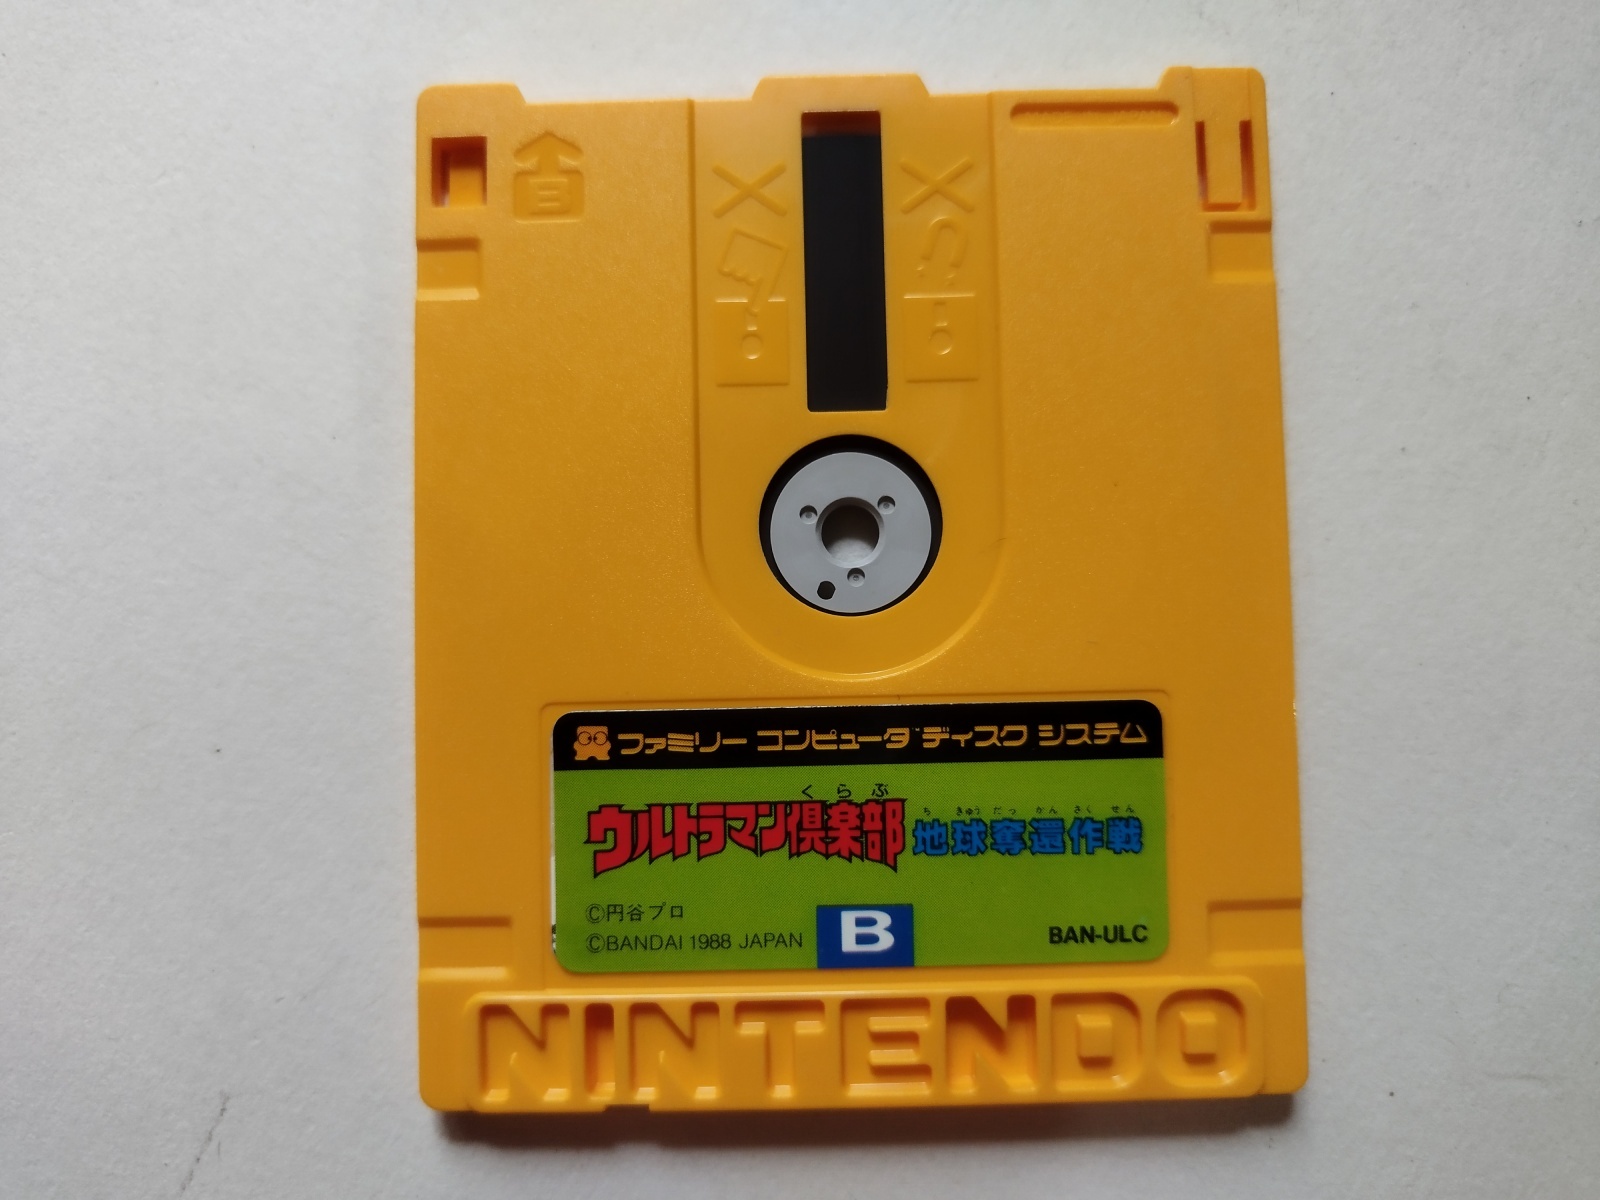 B
ファミリー コンピュータ™ ディスク システム
くらぶ
ちきゅうだっかんさくせん
ウルトラマン倶楽部 地球奪還作戦
©円谷プロ
©BANDAI 1988 JAPAN
B
BAN-ULC
NINTENDO